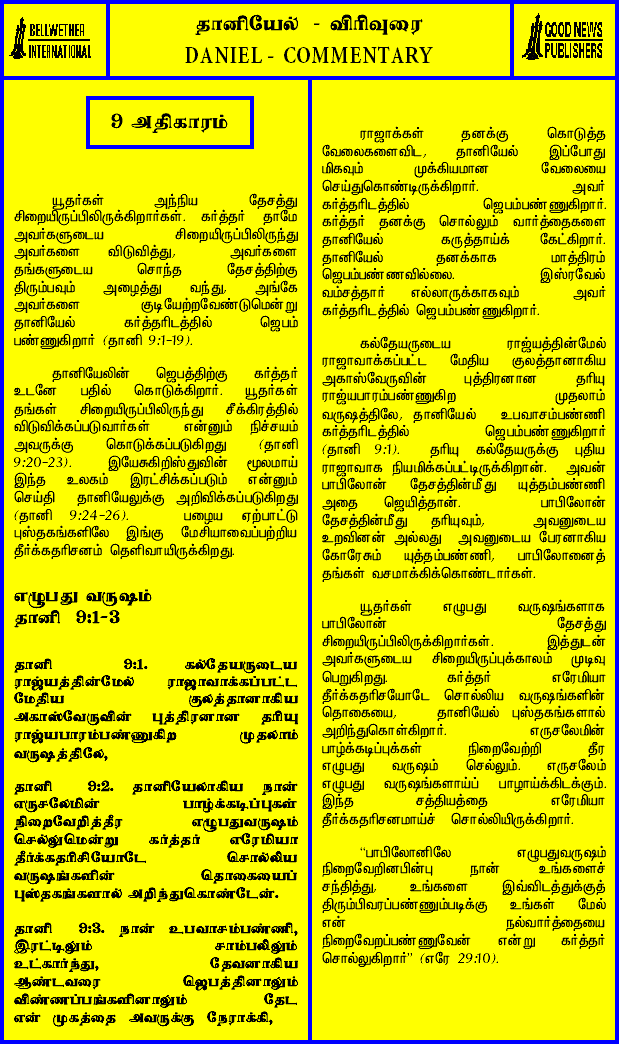 BELLWETHER
INTERNATIONAL
தானியேல் - விரிவுரை
DANIEL - COMMENTARY
GOOD NEWS
PUBLISHERS
9 அதிகாரம்
யூதர்கள் அந்நிய தேசத்து
சிறையிருப்பிலிருக்கிறார்கள். கர்த்தர் தாமே
அவர்களுடைய சிறையிருப்பிலிருந்து
அவர்களை விடுவித்து, அவர்களை
தங்களுடைய சொந்த தேசத்திற்கு
திரும்பவும் அழைத்து வந்து, அங்கே
அவர்களை குடியேற்றவேண்டுமென்று
தானியேல் கர்த்தரிடத்தில் ஜெபம்
பண்ணுகிறார் (தானி 9:1-19).
தானியேலின் ஜெபத்திற்கு கர்த்தர்
உடனே பதில் கொடுக்கிறார். யூதர்கள்
தங்கள் சிறையிருப்பிலிருந்து சீக்கிரத்தில்
விடுவிக்கப்படுவார்கள் என்னும் நிச்சயம்
அவருக்கு கொடுக்கப்படுகிறது (தானி
9:20-23). இயேசுகிறிஸ்துவின் மூலமாய்
இந்த உலகம் இரட்சிக்கப்படும் என்னும்
செய்தி தானியேலுக்கு அறிவிக்கப்படுகிறது
(தானி 9:24-26). பழைய ஏற்பாட்டு
புஸ்தகங்களிலே இங்கு மேசியாவைப்பற்றிய
தீர்க்கதரிசனம் தெளிவாயிருக்கிறது.
எழுபது வருஷம்
தானி 9:1-3
தானி 9:1. கல்தேயருடைய
ராஜ்யத்தின்மேல் ராஜாவாக்கப்பட்ட
மேதிய குலத்தானாகிய
அகாஸ்வேருவின் புத்திரனான தரியு
ராஜ்யபாரம்பண்ணுகிற முதலாம்
வருஷத்திலே,
தானி 9:2. தானியேலாகிய நான்
எருசலேமின் பாழ்க்கடிப்புகள்
நிறைவேறித்தீர எழுபதுவருஷம்
செல்லுமென்று கர்த்தர் எரேமியா
தீர்க்கதரிசியோடே சொல்லிய
வருஷங்களின் தொகையைப்
புஸ்தகங்களால் அறிந்துகொண்டேன்.
தானி 9:3. நான் உபவாசம்பண்ணி,
இரட்டிலும் சாம்பலிலும்
உட்கார்ந்து, தேவனாகிய
ஆண்டவரை ஜெபத்தினாலும்
விண்ணப்பங்களினாலும் தேட
என் முகத்தை அவருக்கு நேராக்கி,
ராஜாக்கள் தனக்கு கொடுத்த
வேலைகளைவிட, தானியேல் இப்போது
மிகவும் முக்கியமான வேலையை
செய்துகொண்டிருக்கிறார். அவர்
கர்த்தரிடத்தில் ஜெபம்பண்ணுகிறார்.
கர்த்தர் தனக்கு சொல்லும் வார்த்தைகளை
தானியேல் கருத்தாய்க் கேட்கிறார்.
தானியேல் தனக்காக மாத்திரம்
ஜெபம்பண்ணவில்லை. இஸ்ரவேல்
வம்சத்தார் எல்லாருக்காகவும் அவர்
கர்த்தரிடத்தில் ஜெபம்பண்ணுகிறார்.
கல்தேயருடைய ராஜ்யத்தின்மேல்
ராஜாவாக்கப்பட்ட மேதிய குலத்தானாகிய
அகாஸ்வேருவின் புத்திரனான தரியு
ராஜ்யபாரம்பண்ணுகிற முதலாம்
வருஷத்திலே, தானியேல் உபவாசம்பண்ணி
கர்த்தரிடத்தில் ஜெபம்பண்ணுகிறார்
(தானி 9:1). தரியு கல்தேயருக்கு புதிய
ராஜாவாக நியமிக்கப்பட்டிருக்கிறான். அவன்
பாபிலோன் தேசத்தின்மீது யுத்தம்பண்ணி
அதை ஜெயித்தான். பாபிலோன்
தேசத்தின்மீது தரியுவும், அவனுடைய
உறவினன் அல்லது அவனுடைய பேரனாகிய
கோரேசும் யுத்தம்பண்ணி, பாபிலோனைத்
தங்கள் வசமாக்கிக்கொண்டார்கள்.
யூதர்கள் எழுபது வருஷங்களாக
பாபிலோன் தேசத்து
சிறையிருப்பிலிருக்கிறார்கள். இத்துடன்
அவர்களுடைய சிறையிருப்புக்காலம் முடிவு
பெறுகிறது. கர்த்தர் எரேமியா
தீர்க்கதரிசயோடே சொல்லிய வருஷங்களின்
தொகையை, தானியேல் புஸ்தகங்களால்
அறிந்துகொள்கிறார். எருசலேமின்
பாழ்க்கடிப்புக்கள் நிறைவேற்றி தீர
எழுபது வருஷம் செல்லும். எருசலேம்
எழுபது வருஷங்களாய்ப் பாழாய்க்கிடக்கும்.
இந்த சத்தியத்தை எரேமியா
தீர்க்கதரிசனமாய்ச் சொல்லியிருக்கிறார்.
"பாபிலோனிலே எழுபதுவருஷம்
நிறைவேறினபின்பு நான் உங்களைச்
சந்தித்து, உங்களை இவ்விடத்துக்குத்
திரும்பிவரப்பண்ணும்படிக்கு உங்கள் மேல்
என் நல்வார்த்தையை
நிறைவேறப்பண்ணுவேன் என்று கர்த்தர்
சொல்லுகிறார்" (எரே 29:10).